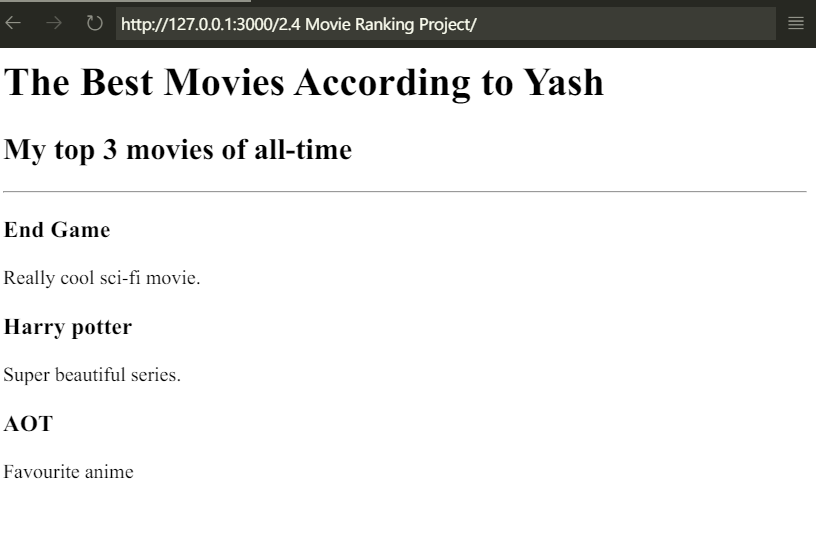 http://127.0.0.1:3000/2.4 Movie Ranking Project/
The Best Movies According to Yash
My top 3 movies of all-time
End Game
Really cool sci-fi movie.
Harry potter
Super beautiful series.
AOT
Favourite anime